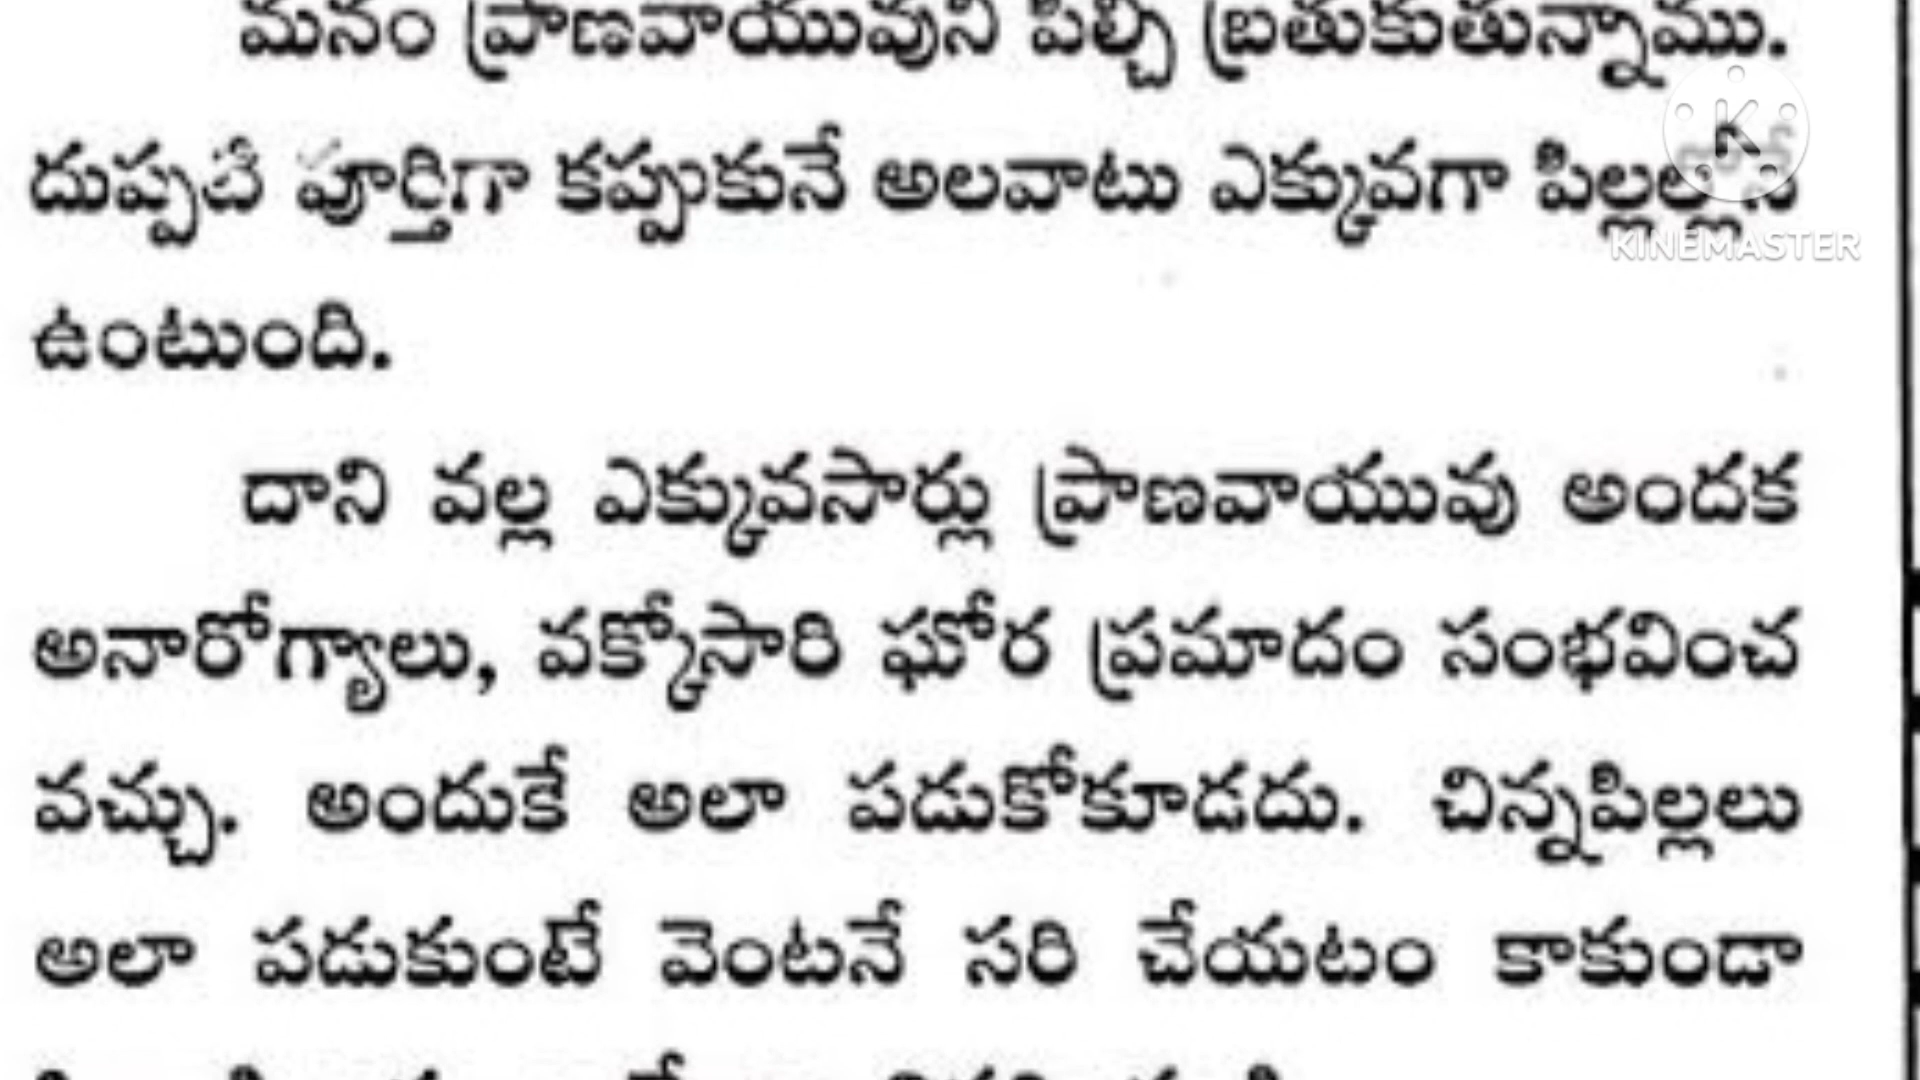 మనం ప్రాణవాయువుని పీల్చి బ్రతుకుతున్నాము.
దుప్పటి పూర్తిగా కప్పుకునే అలవాటు ఎక్కువగా పిల్లల్లోనే
KINEMASTER
ఉంటుంది.
దాని వల్ల ఎక్కువసార్లు ప్రాణవాయువు అందక
అనారోగ్యాలు, వక్కోసారి ఘోర ప్రమాదం సంభవించ
వచ్చు. అందుకే అలా పడుకోకూడదు. చిన్నపిల్లలు
అలా పడుకుంటే వెంటనే సరి చేయటం కాకుండా